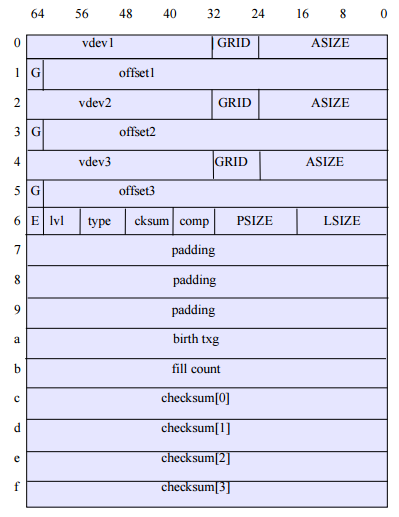 64 56 48 40 32 24 16 8 0
0 vdev1 GRID ASIZE
1 G offset1
2 vdev2 GRID ASIZE
3 G offset2
4 vdev3 GRID ASIZE
5 G offset3
6 E lvl type cksum comp PSIZE LSIZE
7 padding
8 padding
9 padding
a birth txg
b fill count
c checksum[0]
d checksum[1]
e checksum[2]
f checksum[3]